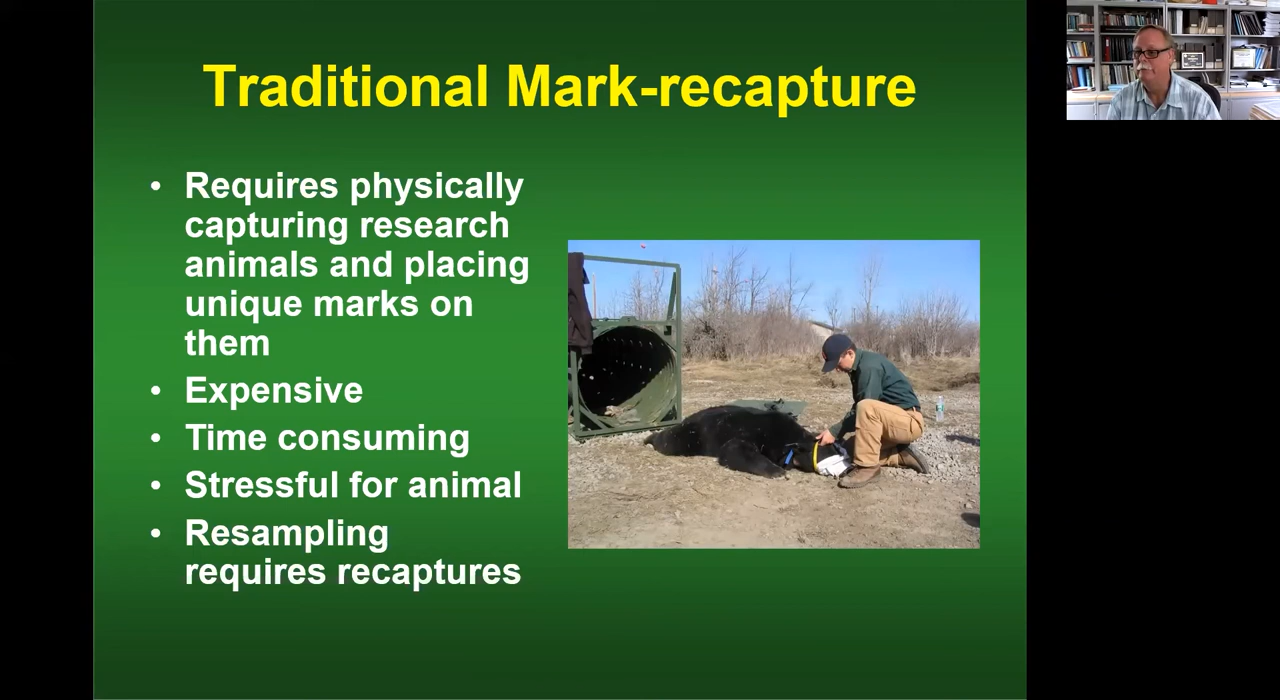 Traditional Mark-recapture
• Requires physically
capturing research
animals and placing
unique marks on
them
• Expensive
• Time consuming
• Stressful for animal
• Resampling
requires recaptures